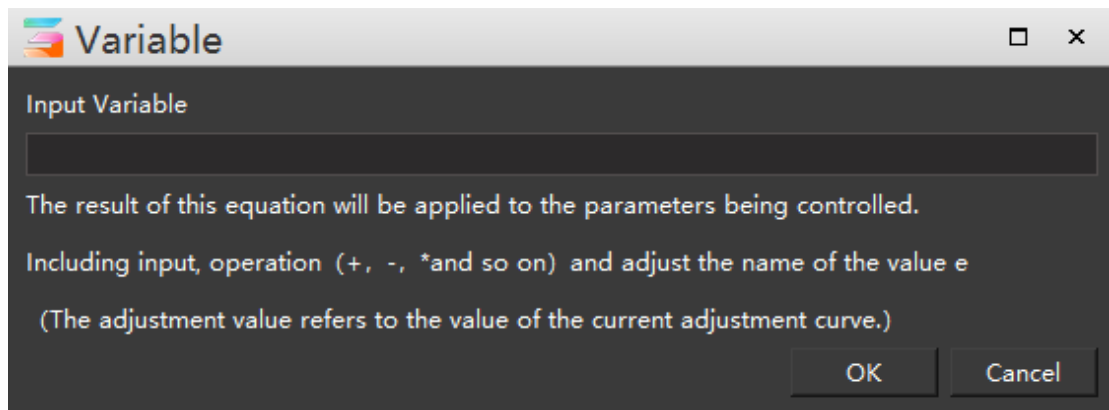 Variable
Input Variable
The result of this equation will be applied to the parameters being controlled.
Including input, operation (+, -, *and so on) and adjust the name of the value e
(The adjustment value refers to the value of the current adjustment curve.)
OK Cancel